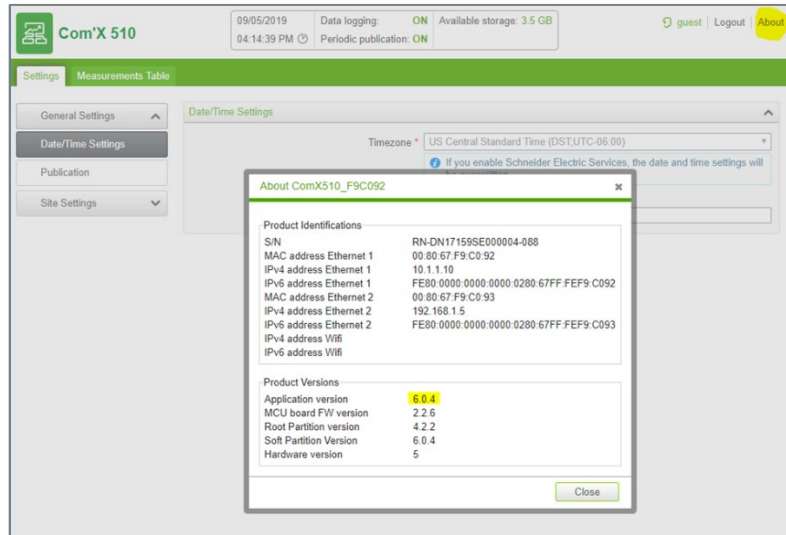 Com'X 510
09/05/2019
04:14:39 PM
Data logging: ON
Periodic publication: ON
Available storage: 3.5 GB
guest | Logout | About
Settings
Measurements Table
General Settings
Date/Time Settings
Publication
Site Settings
Date/Time Settings
Timezone * US Central Standard Time (DST;UTC-06:00)
If you enable Schneider Electric Services, the date and time settings will
About ComX510_F9C092
Product Identifications
S/N RN-DN17159SE000004-088
MAC address Ethernet 1 00:80:67:F9:C0:92
IPv4 address Ethernet 1 10.1.1.10
IPv6 address Ethernet 1 FE80:0000:0000:0000:0280:67FF:FEF9:C092
MAC address Ethernet 2 00:80:67:F9:C0:93
IPv4 address Ethernet 2 192.168.1.5
IPv6 address Ethernet 2 FE80:0000:0000:0000:0280:67FF:FEF9:C093
IPv4 address Wifi
IPv6 address Wifi
Product Versions
Application version 6.0.4
MCU board FW version 2.2.6
Root Partition version 4.2.2
Soft Partition Version 6.0.4
Hardware version 5
Close